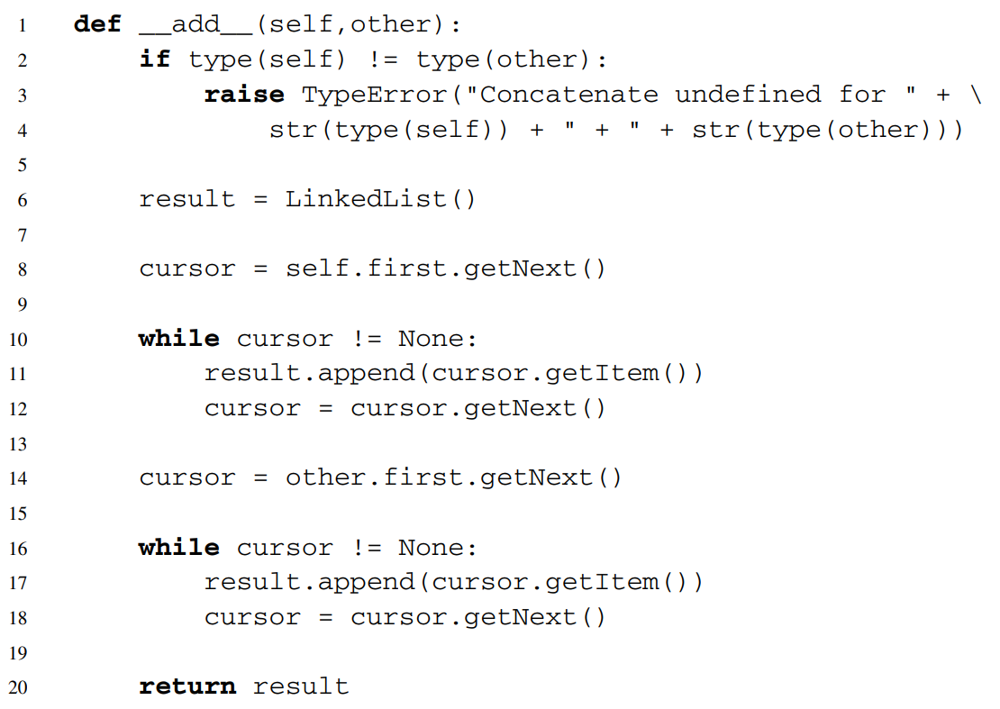 1 def __add__(self,other):
2 if type(self) != type(other):
3 raise TypeError("Concatenate undefined for " + \
4 str(type(self)) + " + " + str(type(other)))
5
6 result = LinkedList()
7
8 cursor = self.first.getNext()
9
10 while cursor != None:
11 result.append(cursor.getItem())
12 cursor = cursor.getNext()
13
14 cursor = other.first.getNext()
15
16 while cursor != None:
17 result.append(cursor.getItem())
18 cursor = cursor.getNext()
19
20 return result